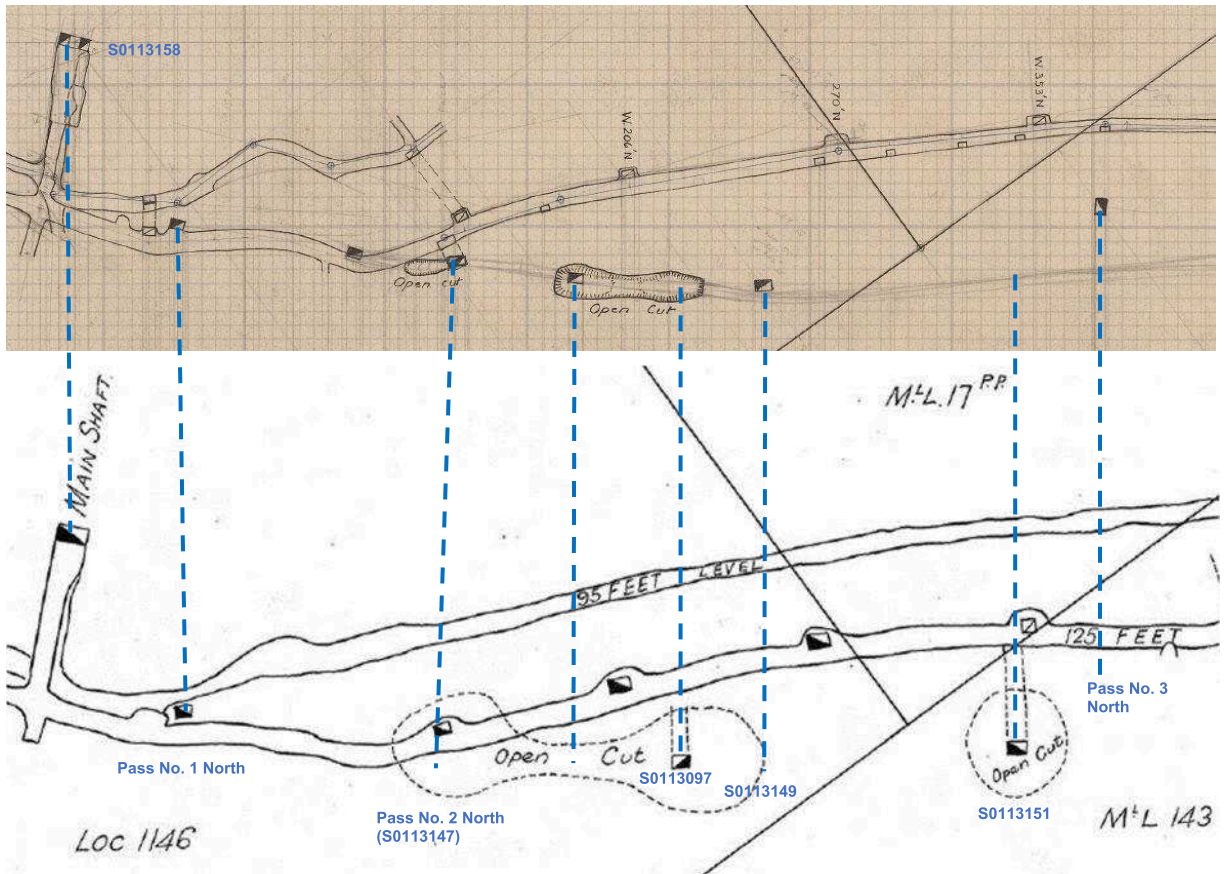 S0113158
W.206'N
270'N
W.353'N
Open cut
Open Cut
MAIN SHAFT.
M.L.17 P.P.
95 FEET LEVEL
125 FEET
Pass No. 3
North
Open Cut
Open Cut
Pass No. 1 North
S0113097
S0113149
Pass No. 2 North
(S0113147)
S0113151
Loc 1146
M.L 143